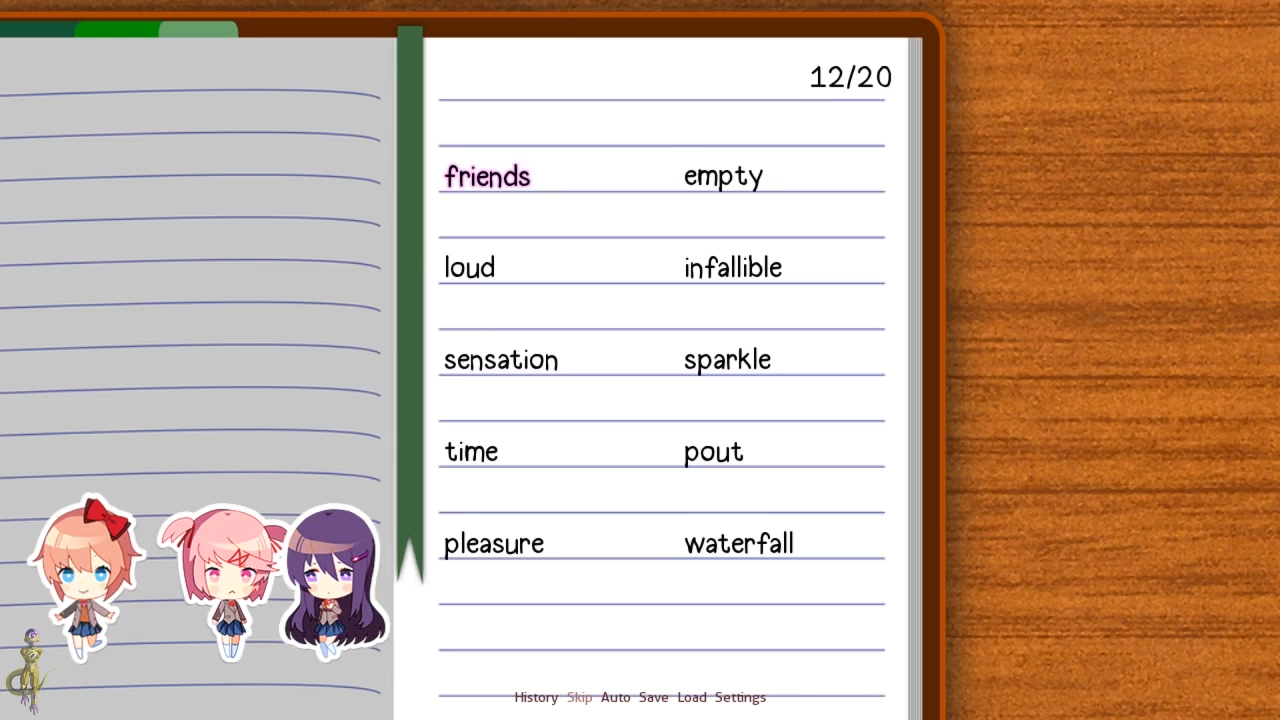 12/20
friends empty
loud infallible
sensation sparkle
time pout
pleasure waterfall
History Skip Auto Save Load Settings